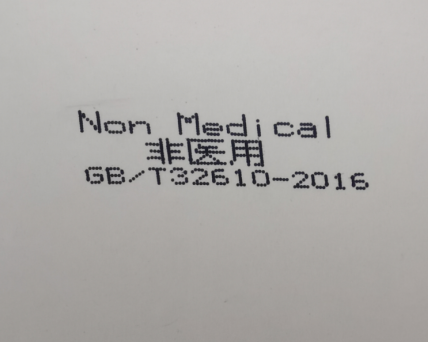 Non Medical
非医用
GB/T32610-2016